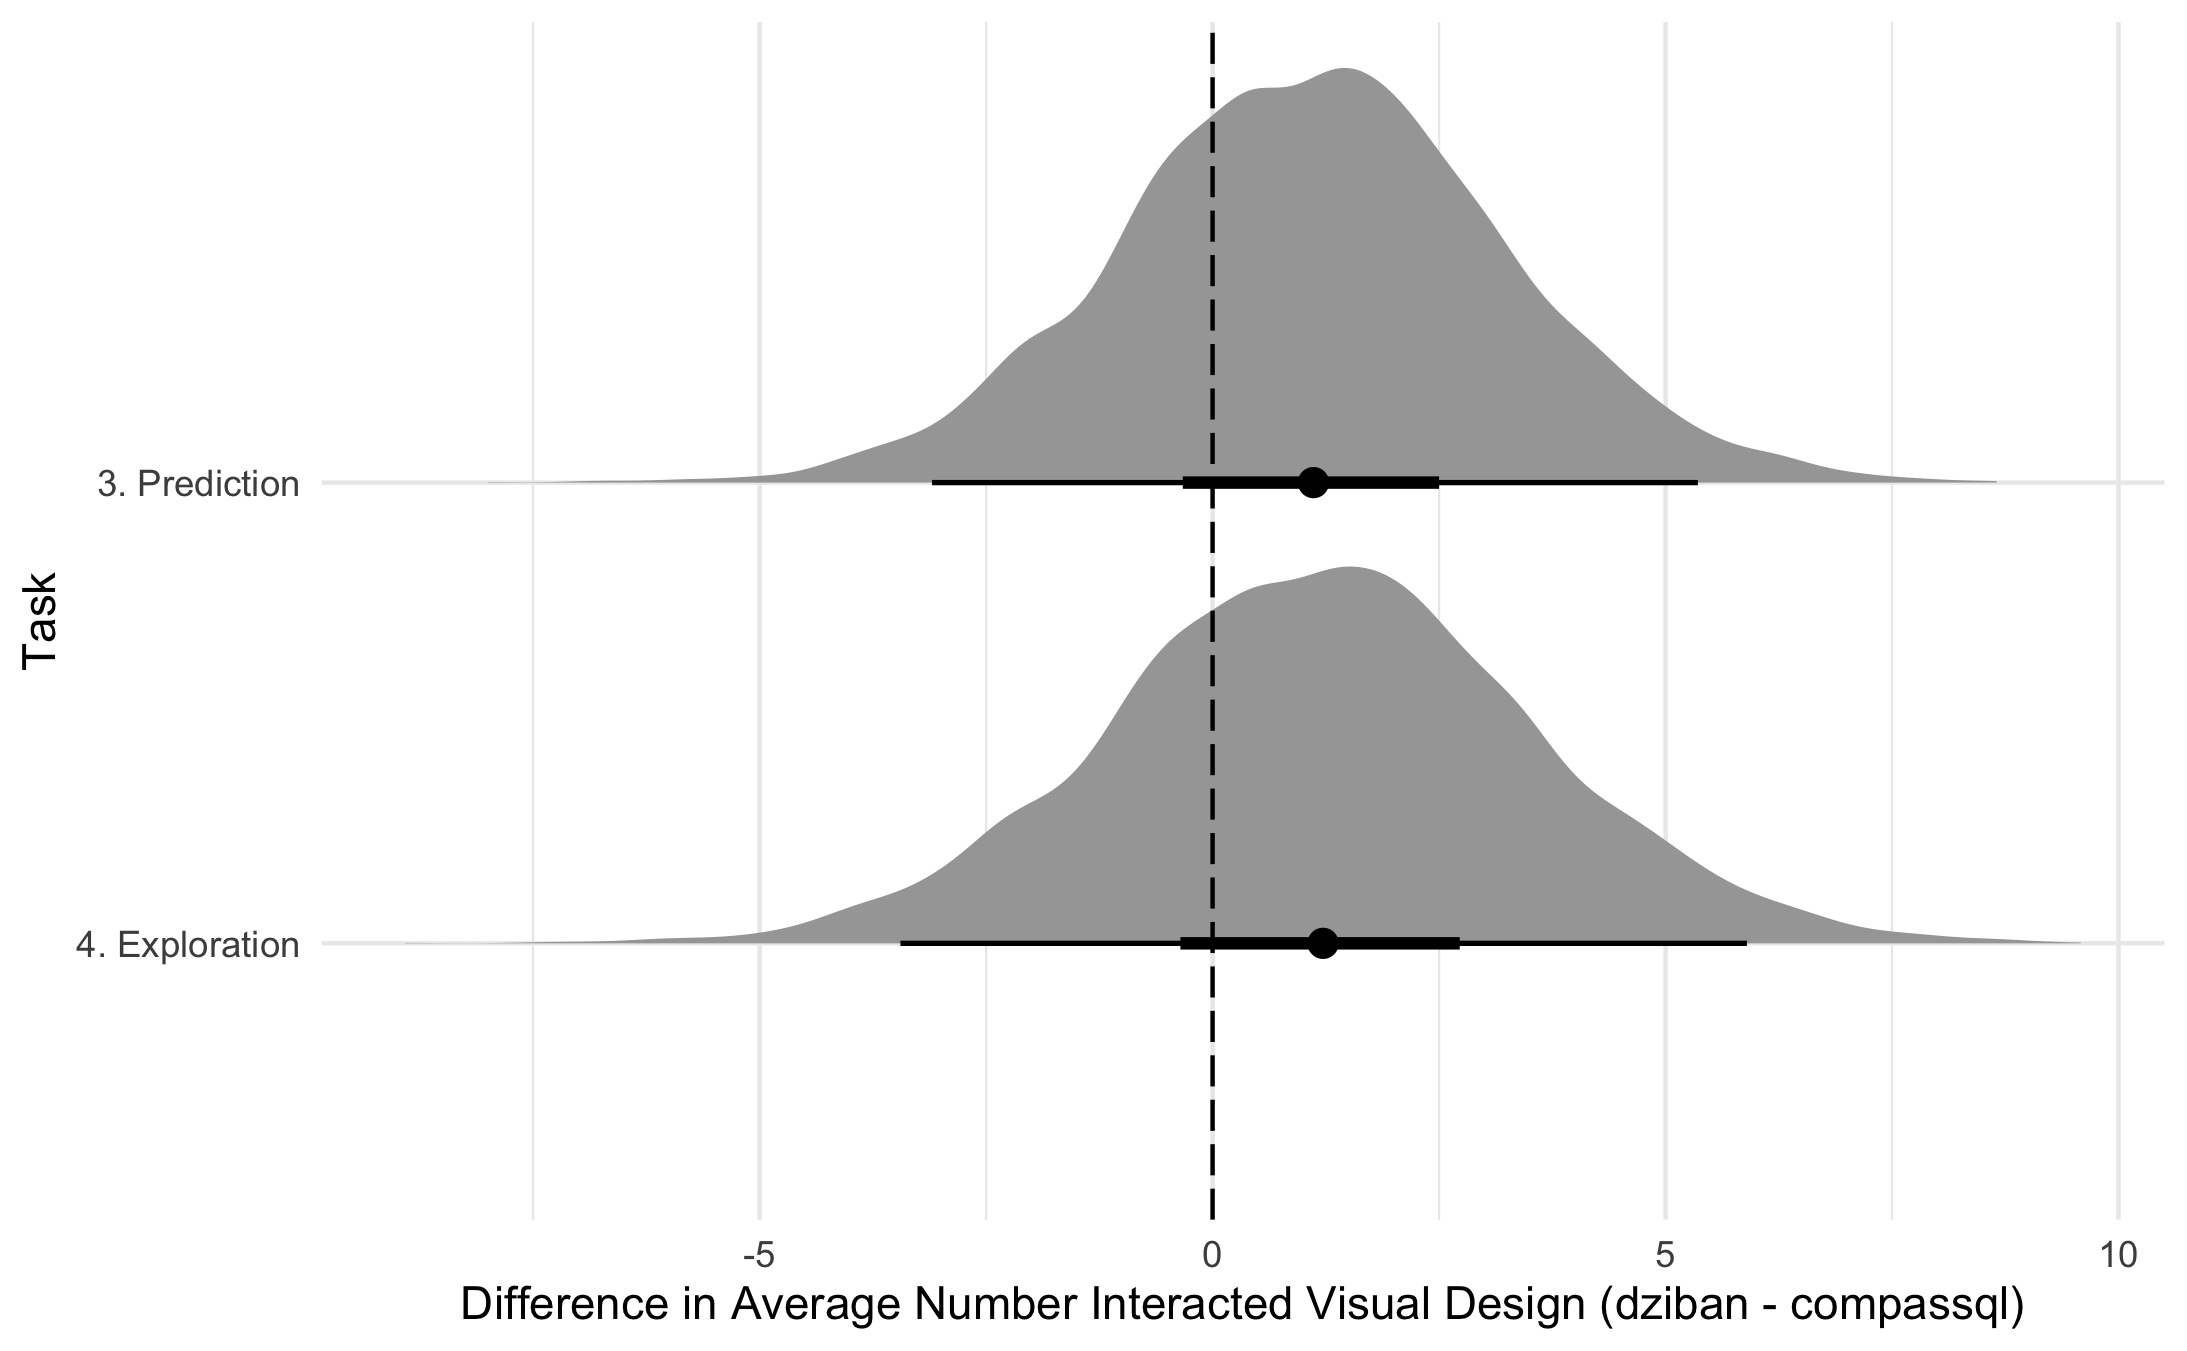 3. Prediction
Task
4. Exploration
-5 0 5 10
Difference in Average Number Interacted Visual Design (dziban - compassql)